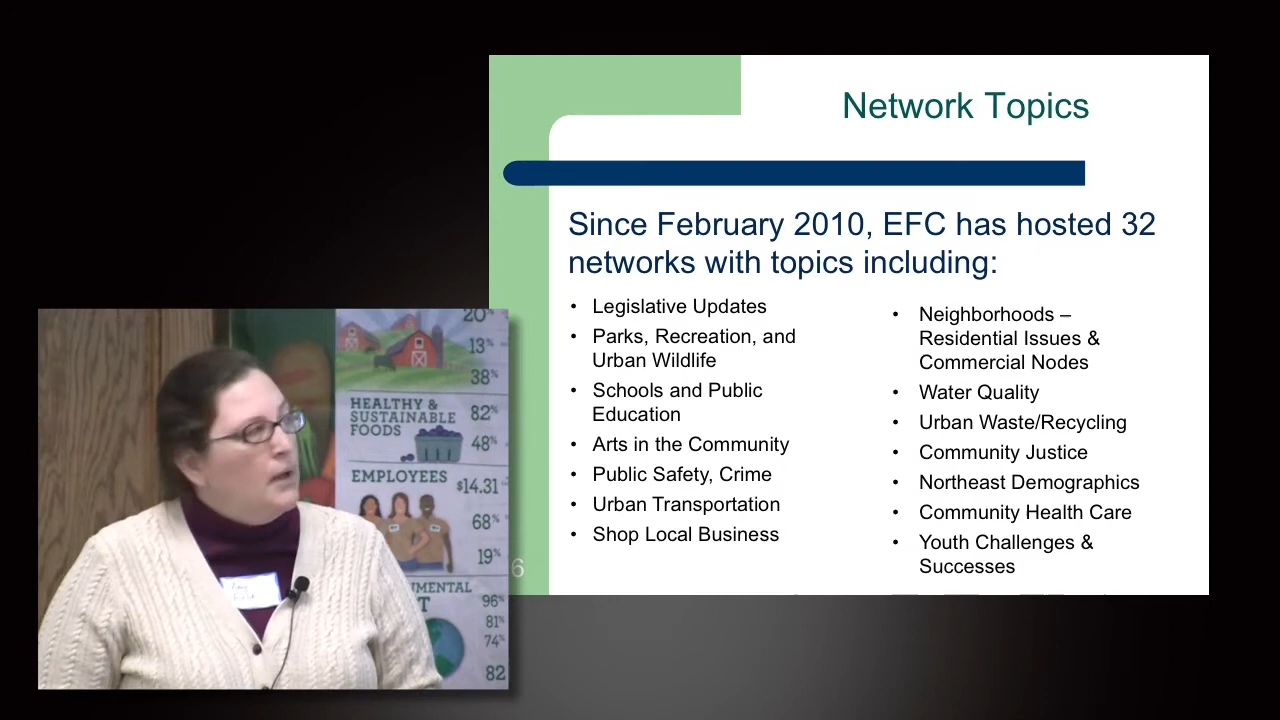 Network Topics
Since February 2010, EFC has hosted 32
networks with topics including:
• Legislative Updates
• Parks, Recreation, and
Urban Wildlife
• Schools and Public
Education
• Arts in the Community
• Public Safety, Crime
• Urban Transportation
• Shop Local Business
• Neighborhoods –
Residential Issues &
Commercial Nodes
• Water Quality
• Urban Waste/Recycling
• Community Justice
• Northeast Demographics
• Community Health Care
• Youth Challenges &
Successes
6
20%
13%
38%
HEALTHY &
SUSTAINABLE
FOODS
82%
48%
EMPLOYEES
$14.31
68%
19%
96%
81%
74%
82